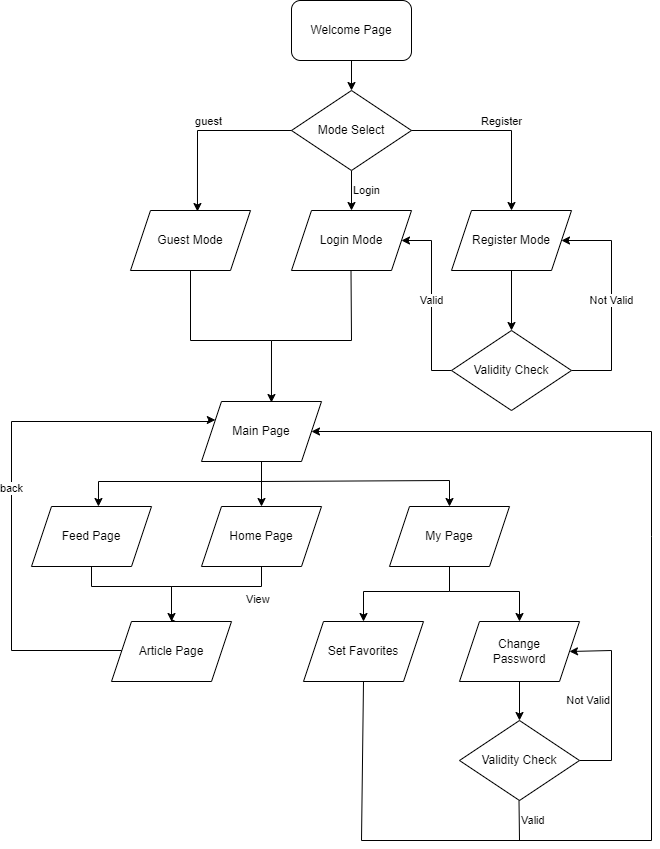 Welcome Page
Mode Select
guest
Register
Login
Guest Mode
Login Mode
Register Mode
Valid
Not Valid
Validity Check
Main Page
back
Feed Page
Home Page
My Page
View
Article Page
Set Favorites
Change
Password
Not Valid
Validity Check
Valid